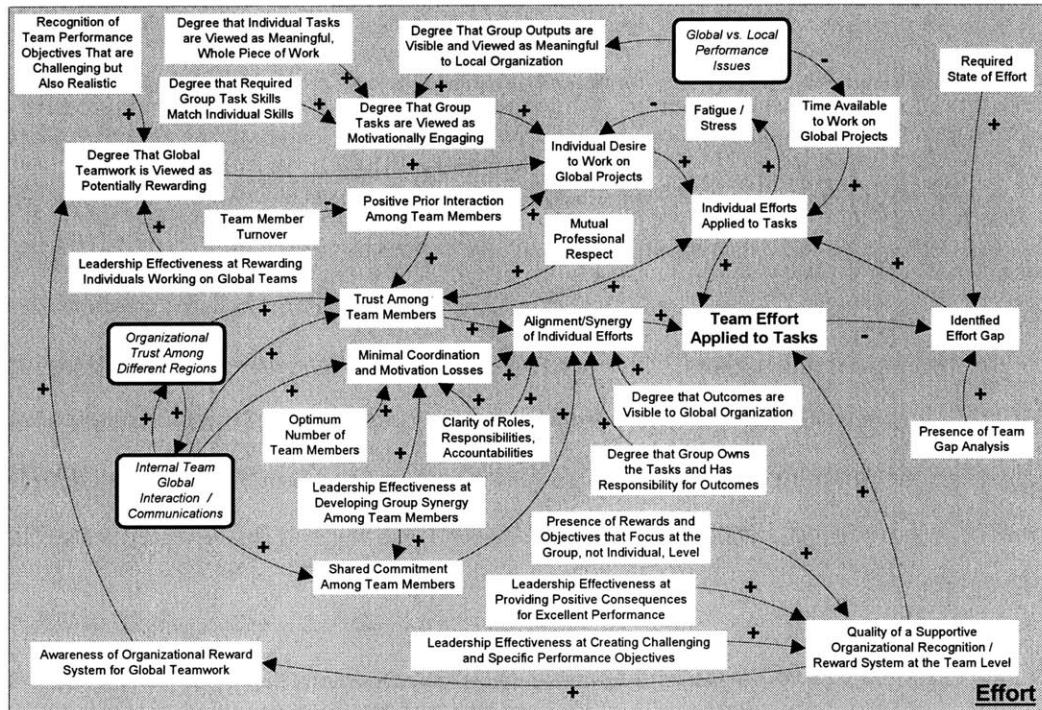 Recognition of
Team Performance
Objectives That are
Challenging but
Also Realistic
Degree that Individual Tasks
are Viewed as Meaningful,
Whole Piece of Work
Degree That Group Outputs are
Visible and Viewed as Meaningful
to Local Organization
Global vs. Local
Performance
Issues
Required
State of Effort
Degree that Required
Group Task Skills
Match Individual Skills
Degree That Group
Tasks are Viewed as
Motivationally Engaging
Fatigue /
Stress
Time Available
to Work on
Global Projects
Degree That Global
Teamwork is Viewed as
Potentially Rewarding
Individual Desire
to Work on
Global Projects
Team Member
Turnover
Positive Prior Interaction
Among Team Members
Individual Efforts
Applied to Tasks
Mutual
Professional
Respect
Leadership Effectiveness at Rewarding
Individuals Working on Global Teams
Trust Among
Team Members
Alignment/Synergy
of Individual Efforts
Team Effort
Applied to Tasks
Identfied
Effort Gap
Organizational
Trust Among
Different Regions
Minimal Coordination
and Motivation Losses
Degree that Outcomes are
Visible to Global Organization
Optimum
Number of
Team Members
Clarity of Roles,
Responsibilities,
Accountabilities
Presence of Team
Gap Analysis
Internal Team
Global
Interaction /
Communications
Degree that Group Owns
the Tasks and Has
Responsibility for Outcomes
Leadership Effectiveness at
Developing Group Synergy
Among Team Members
Presence of Rewards and
Objectives that Focus at the
Group, not Individual, Level
Shared Commitment
Among Team Members
Leadership Effectiveness at
Providing Positive Consequences
for Excellent Performance
Leadership Effectiveness at Creating Challenging
and Specific Performance Objectives
Quality of a Supportive
Organizational Recognition /
Reward System at the Team Level
Awareness of Organizational Reward
System for Global Teamwork
Effort